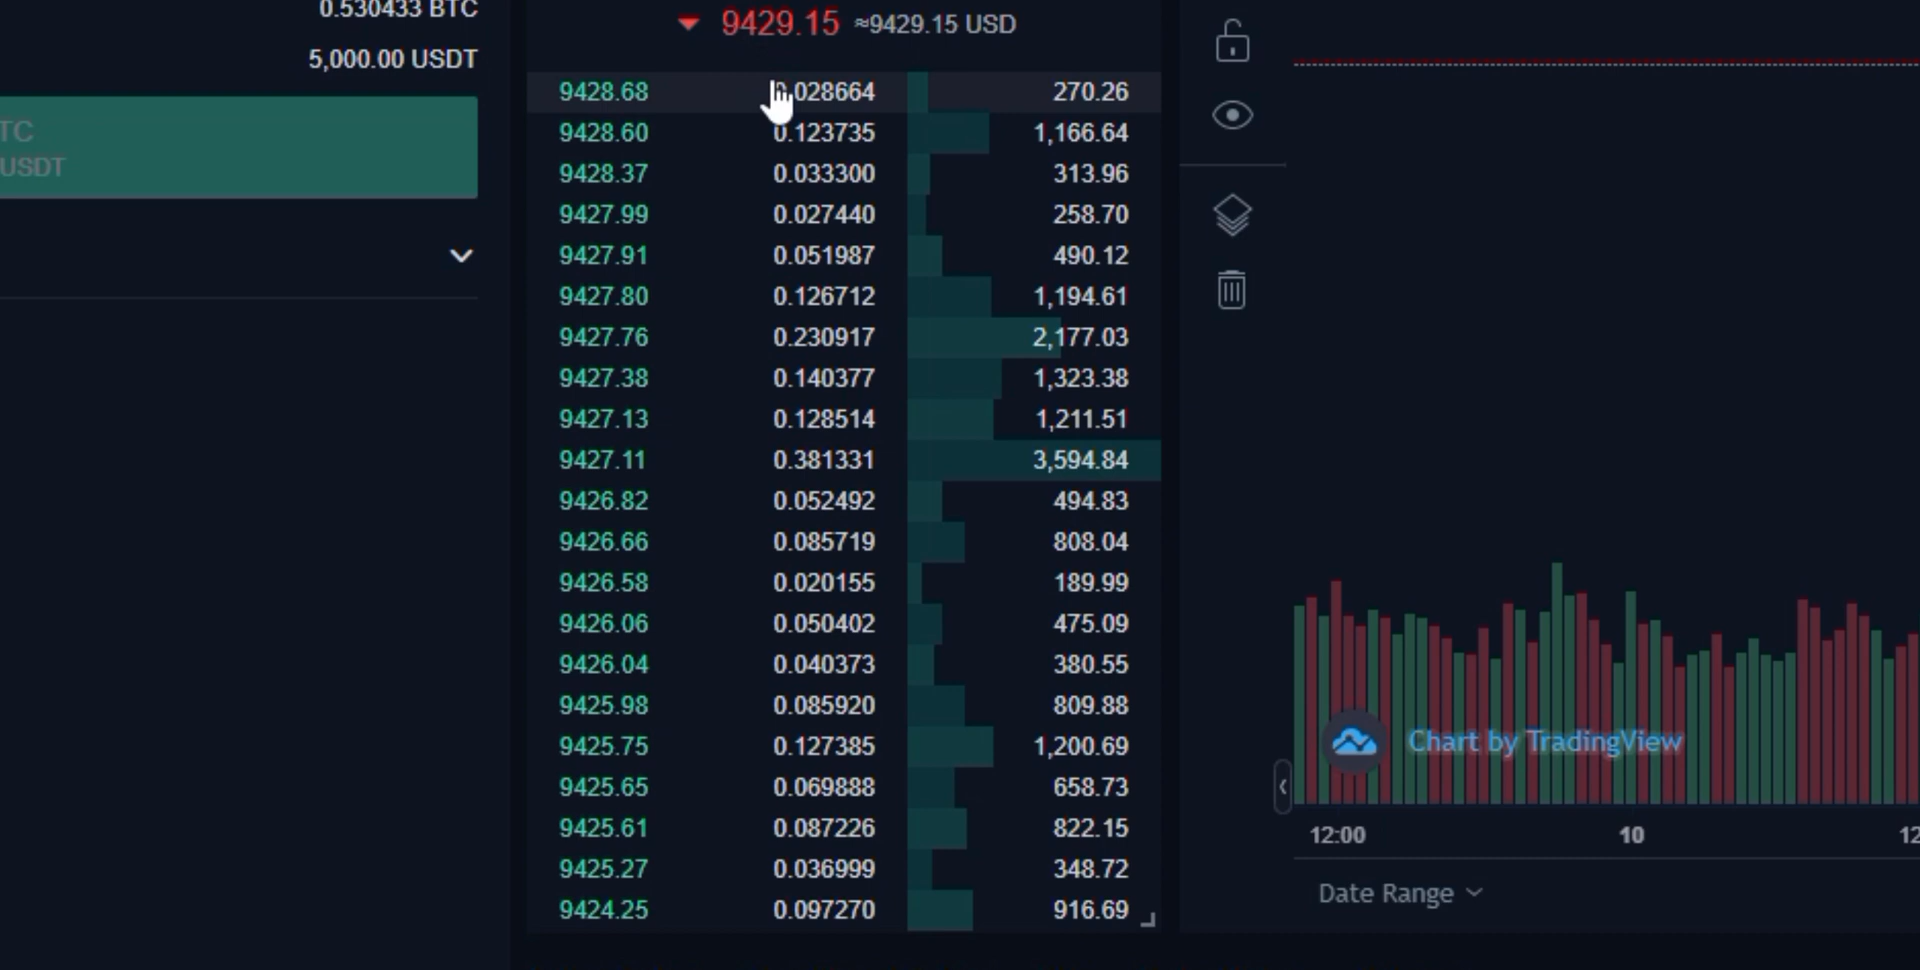 0.530433 BTC
5,000.00 USDT
TC
USDT
9429.15 ≈9429.15 USD
9428.68 0.028664 270.26
9428.60 0.123735 1,166.64
9428.37 0.033300 313.96
9427.99 0.027440 258.70
9427.91 0.051987 490.12
9427.80 0.126712 1,194.61
9427.76 0.230917 2,177.03
9427.38 0.140377 1,323.38
9427.13 0.128514 1,211.51
9427.11 0.381331 3,594.84
9426.82 0.052492 494.83
9426.66 0.085719 808.04
9426.58 0.020155 189.99
9426.06 0.050402 475.09
9426.04 0.040373 380.55
9425.98 0.085920 809.88
9425.75 0.127385 1,200.69
9425.65 0.069888 658.73
9425.61 0.087226 822.15
9425.27 0.036999 348.72
9424.25 0.097270 916.69
Chart by TradingView
12:00 10 12
Date Range